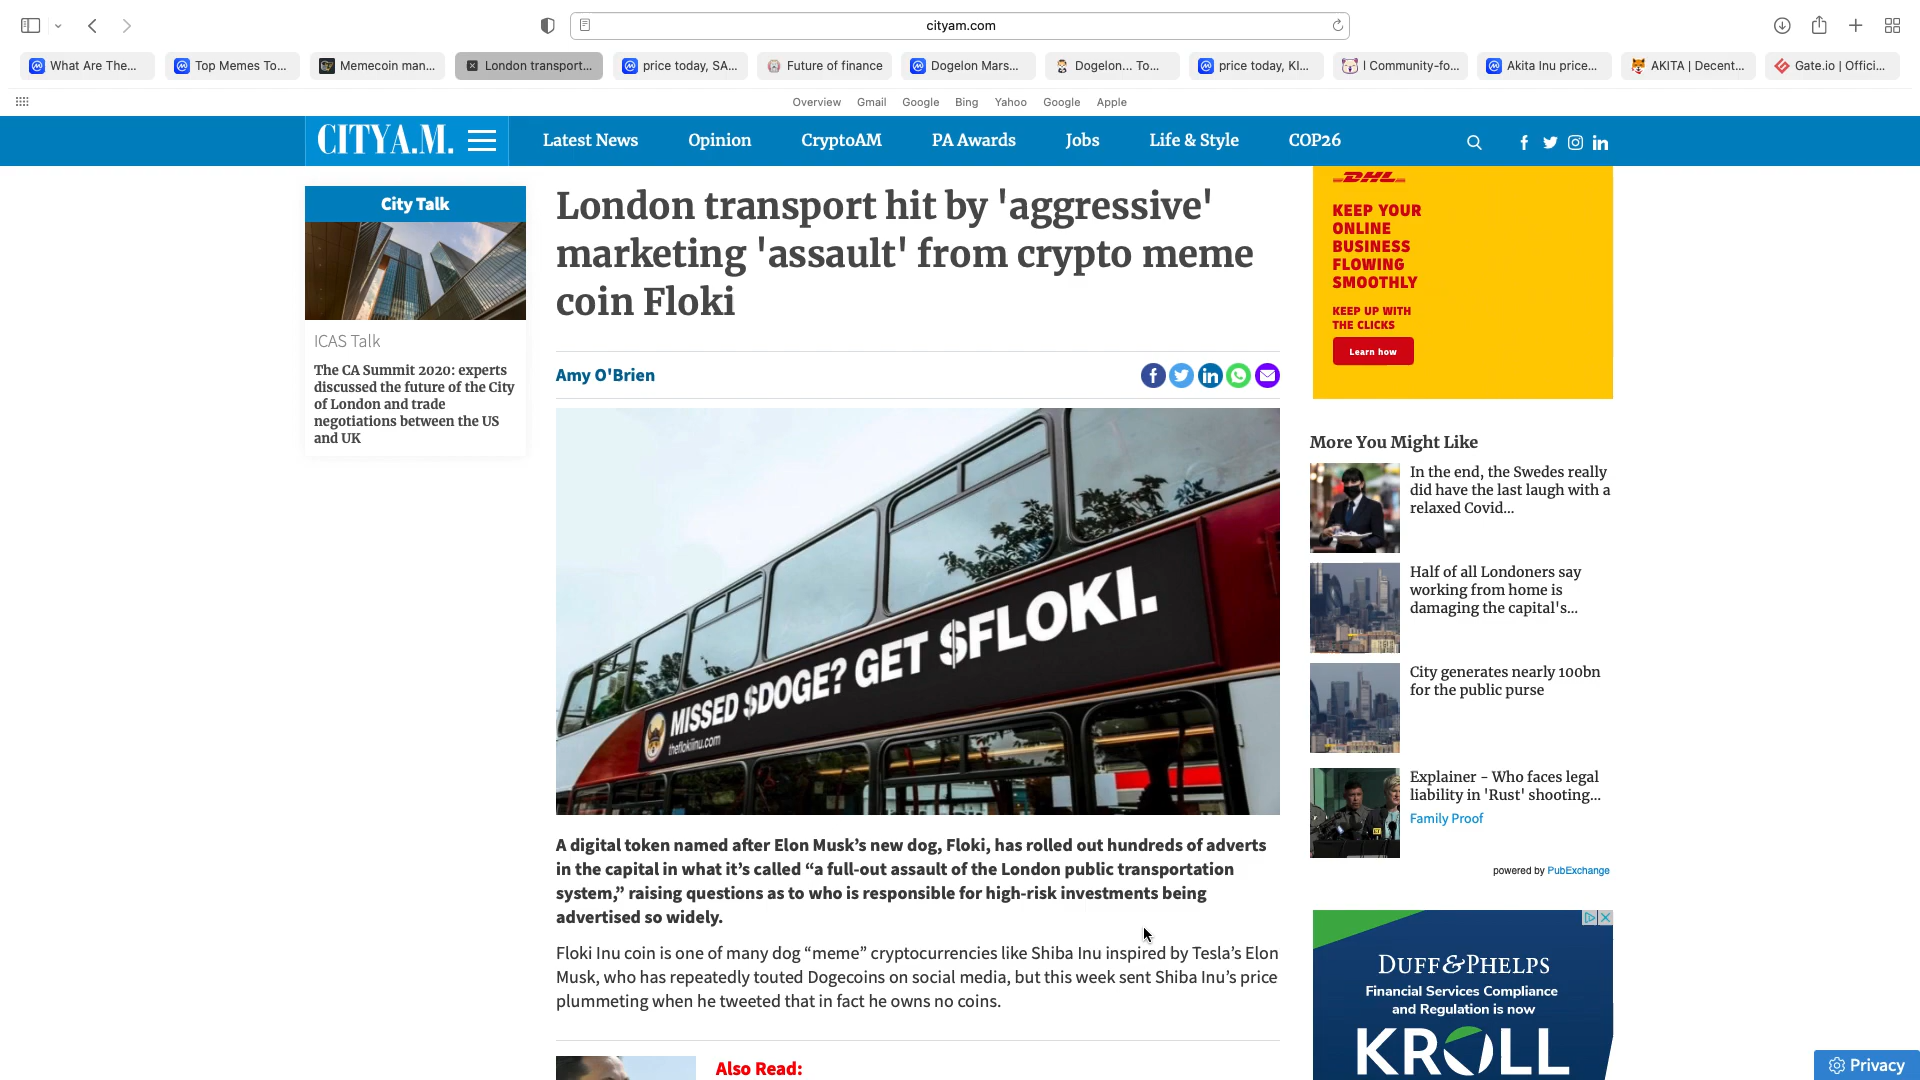 cityam.com
What Are The...
Top Memes To...
Memecoin man...
London transport...
price today, SA...
Future of finance
Dogelon Mars...
Dogelon... To...
price today, KI...
I Community-fo...
Akita Inu price...
AKITA | Decent...
Gate.io | Offici...
Overview
Gmail
Google
Bing
Yahoo
Google
Apple
CITYA.M.
Latest News
Opinion
CryptoAM
PA Awards
Jobs
Life & Style
COP26
City Talk
ICAS Talk
The CA Summit 2020: experts
discussed the future of the City
of London and trade
negotiations between the US
and UK
London transport hit by 'aggressive'
marketing 'assault' from crypto meme
coin Floki
Amy O'Brien
MISSED $DOGE? GET $FLOKI.
theflokiinu.com
A digital token named after Elon Musk’s new dog, Floki, has rolled out hundreds of adverts
in the capital in what it’s called “a full-out assault of the London public transportation
system,” raising questions as to who is responsible for high-risk investments being
advertised so widely.
Floki Inu coin is one of many dog “meme” cryptocurrencies like Shiba Inu inspired by Tesla’s Elon
Musk, who has repeatedly touted Dogecoins on social media, but this week sent Shiba Inu’s price
plummeting when he tweeted that in fact he owns no coins.
Also Read:
DHL
KEEP YOUR
ONLINE
BUSINESS
FLOWING
SMOOTHLY
KEEP UP WITH
THE CLICKS
Learn how
More You Might Like
In the end, the Swedes really
did have the last laugh with a
relaxed Covid...
Half of all Londoners say
working from home is
damaging the capital's...
City generates nearly 100bn
for the public purse
Explainer - Who faces legal
liability in 'Rust' shooting...
Family Proof
powered by PubExchange
DUFF&PHELPS
Financial Services Compliance
and Regulation is now
KROLL
Privacy